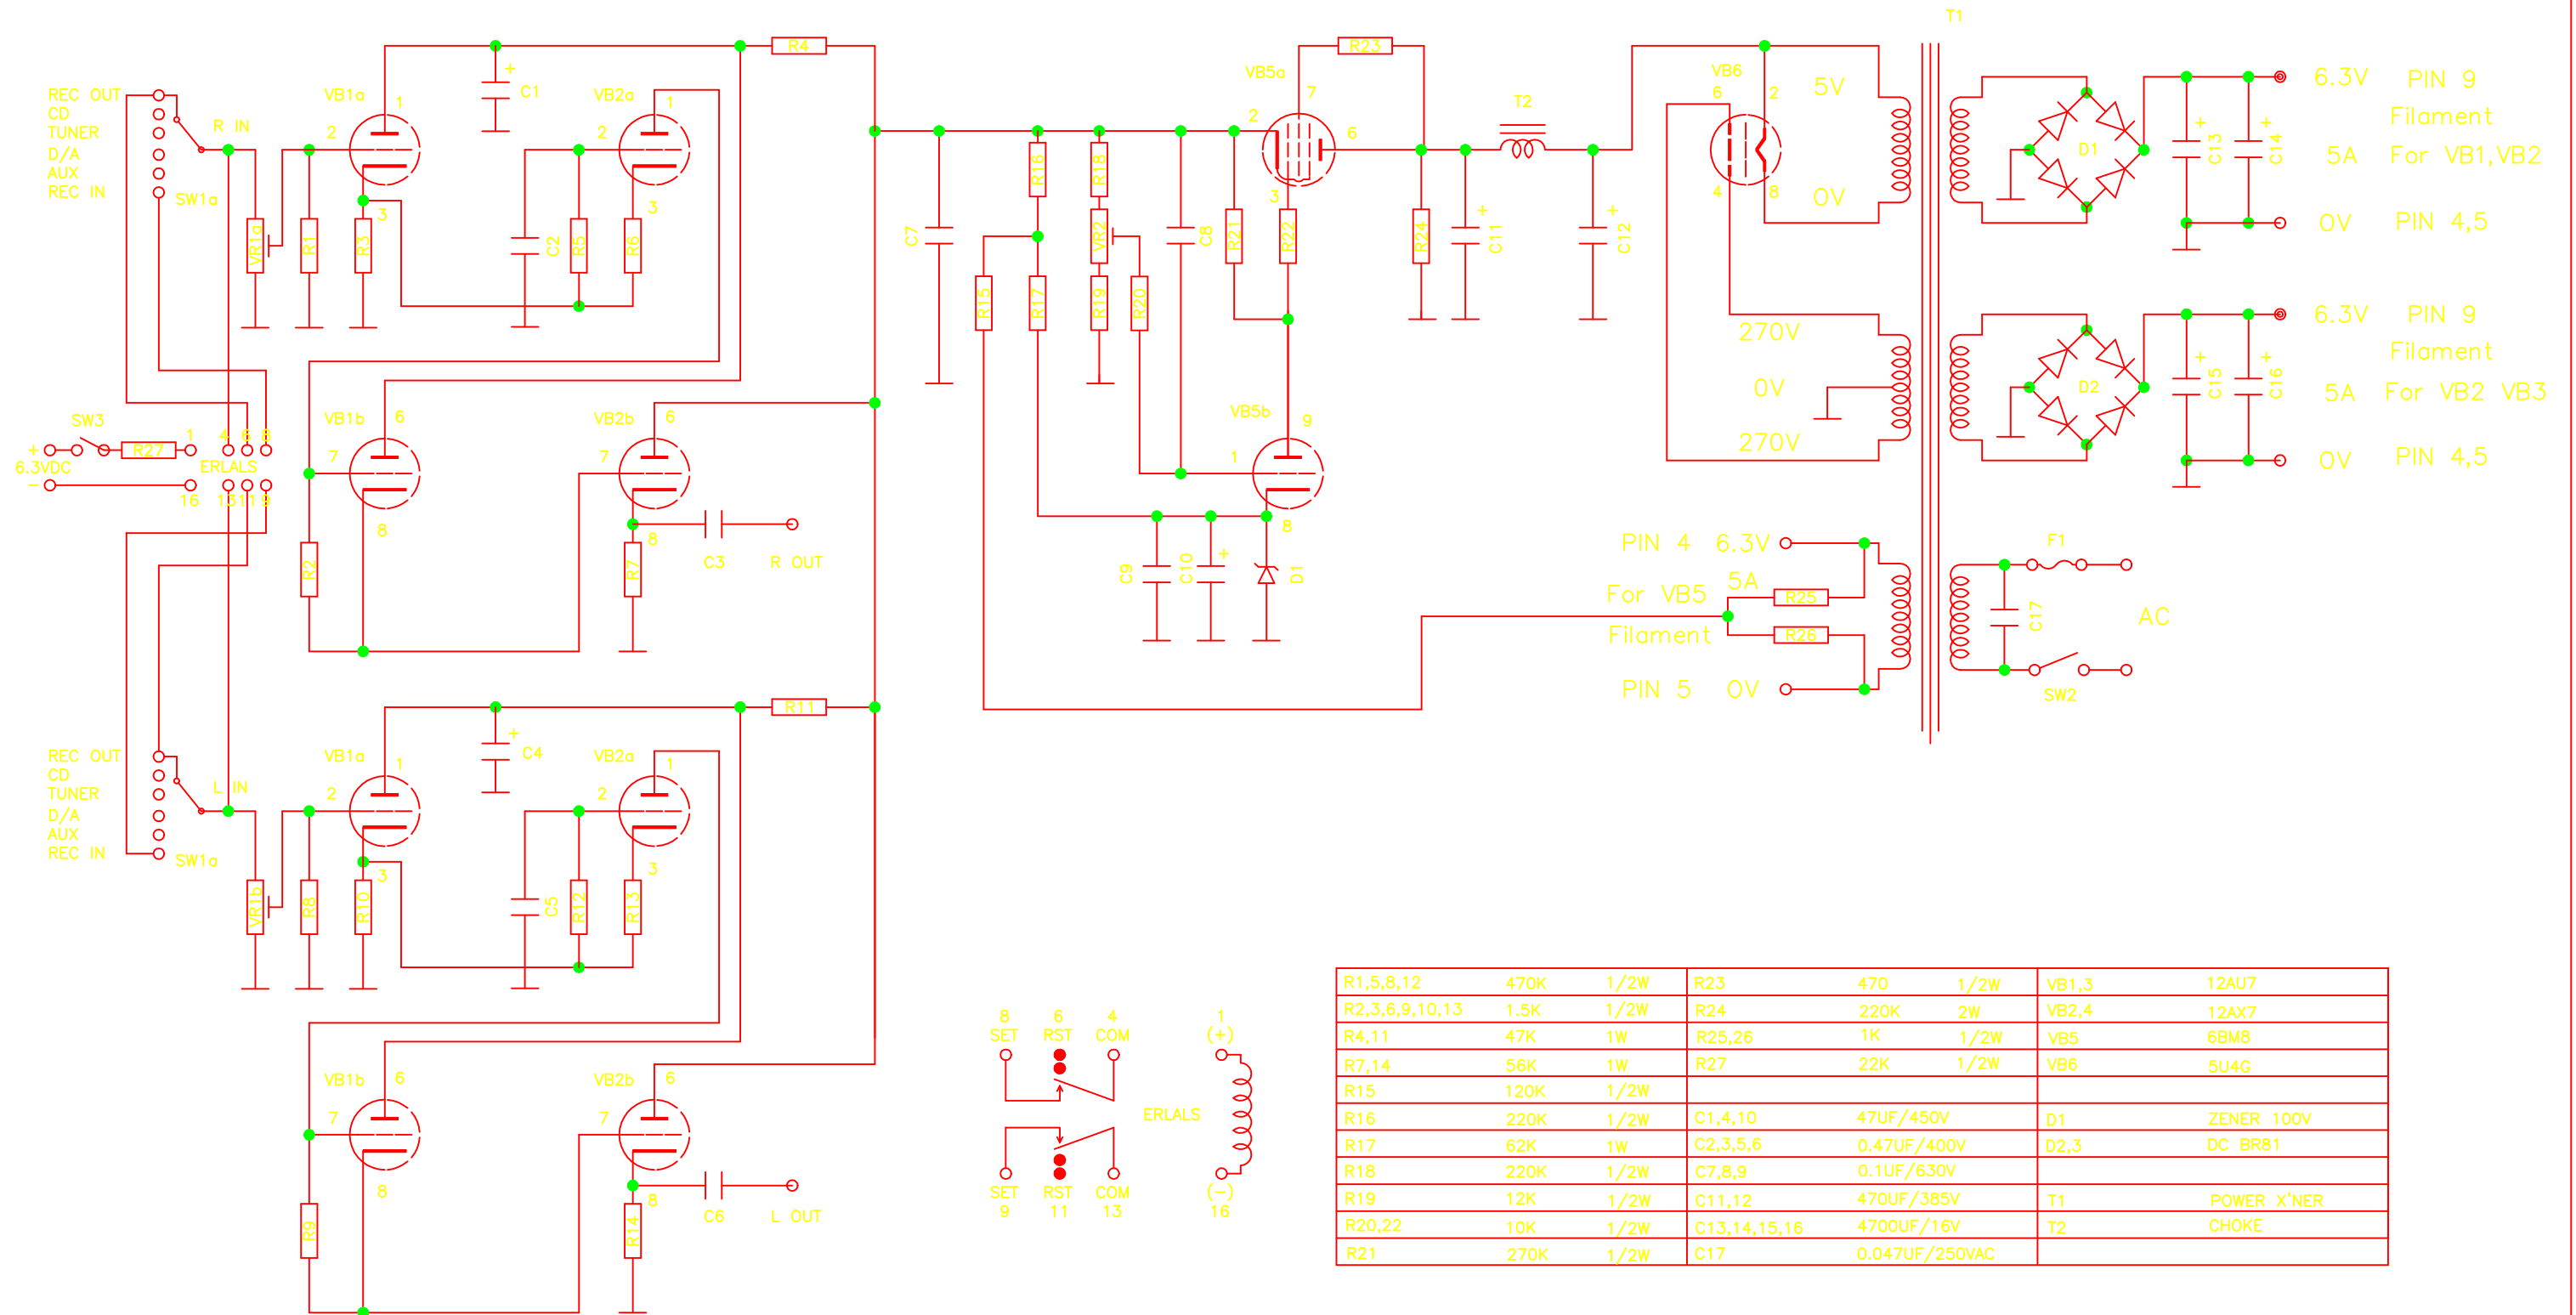 T1
REC OUT
CD
TUNER
D/A
AUX
REC IN
SW1a
R IN
VR1a
R1
R3
VB1a
1
2
3
C1
+
C2
R5
R6
VB2a
1
2
3
R4
VB1b
6
7
8
R2
VB2b
6
7
8
R7
C3
R OUT
SW3
+
6.3VDC
−
R27
1
4
6
8
ERLALS
16
13
11
9
REC OUT
CD
TUNER
D/A
AUX
REC IN
SW1a
L IN
VR1b
R8
R10
VB1a
1
2
3
C4
+
C5
R12
R13
VB2a
1
2
3
R11
VB1b
6
7
8
R9
VB2b
6
7
8
R14
C6
L OUT
C7
R15
R16
R17
R18
VR2
R19
R20
C8
R21
R22
VB5a
2
7
6
3
R23
VB5b
9
1
8
C9
C10
+
D1
R24
C11
+
T2
C12
+
VB6
6
2
4
8
5V
0V
270V
0V
270V
PIN 4 6.3V
For VB5 5A
Filament
PIN 5 0V
R25
R26
D1
C13
+
C14
+
6.3V PIN 9
Filament
5A For VB1,VB2
0V PIN 4,5
D2
C15
+
C16
+
6.3V PIN 9
Filament
5A For VB2 VB3
0V PIN 4,5
F1
C17
AC
SW2
8 6 4 1
SET RST COM (+)
ERLALS
SET RST COM (-)
9 11 13 16
R1,5,8,12 470K 1/2W R23 470 1/2W VB1,3 12AU7
R2,3,6,9,10,13 1.5K 1/2W R24 220K 2W VB2,4 12AX7
R4,11 47K 1W R25,26 1K 1/2W VB5 6BM8
R7,14 56K 1W R27 22K 1/2W VB6 5U4G
R15 120K 1/2W
R16 220K 1/2W C1,4,10 47UF/450V D1 ZENER 100V
R17 62K 1W C2,3,5,6 0.47UF/400V D2,3 DC BR81
R18 220K 1/2W C7,8,9 0.1UF/630V
R19 12K 1/2W C11,12 470UF/385V T1 POWER X'NER
R20,22 10K 1/2W C13,14,15,16 4700UF/16V T2 CHOKE
R21 270K 1/2W C17 0.047UF/250VAC